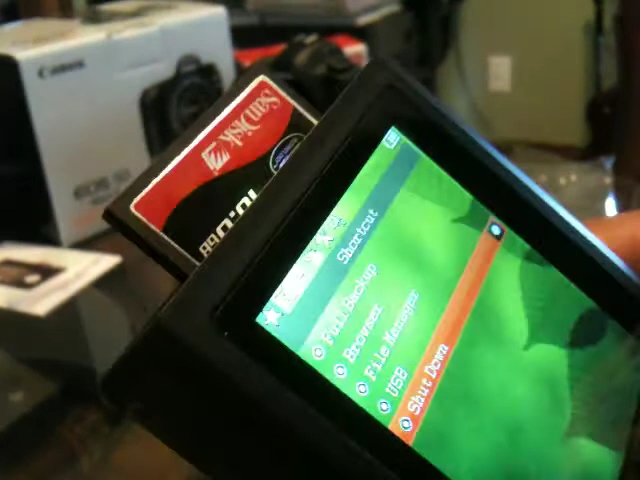 Canon
SanDisk
Shortcut
Full Backup
Browser
File Manager
USB
Shut Down